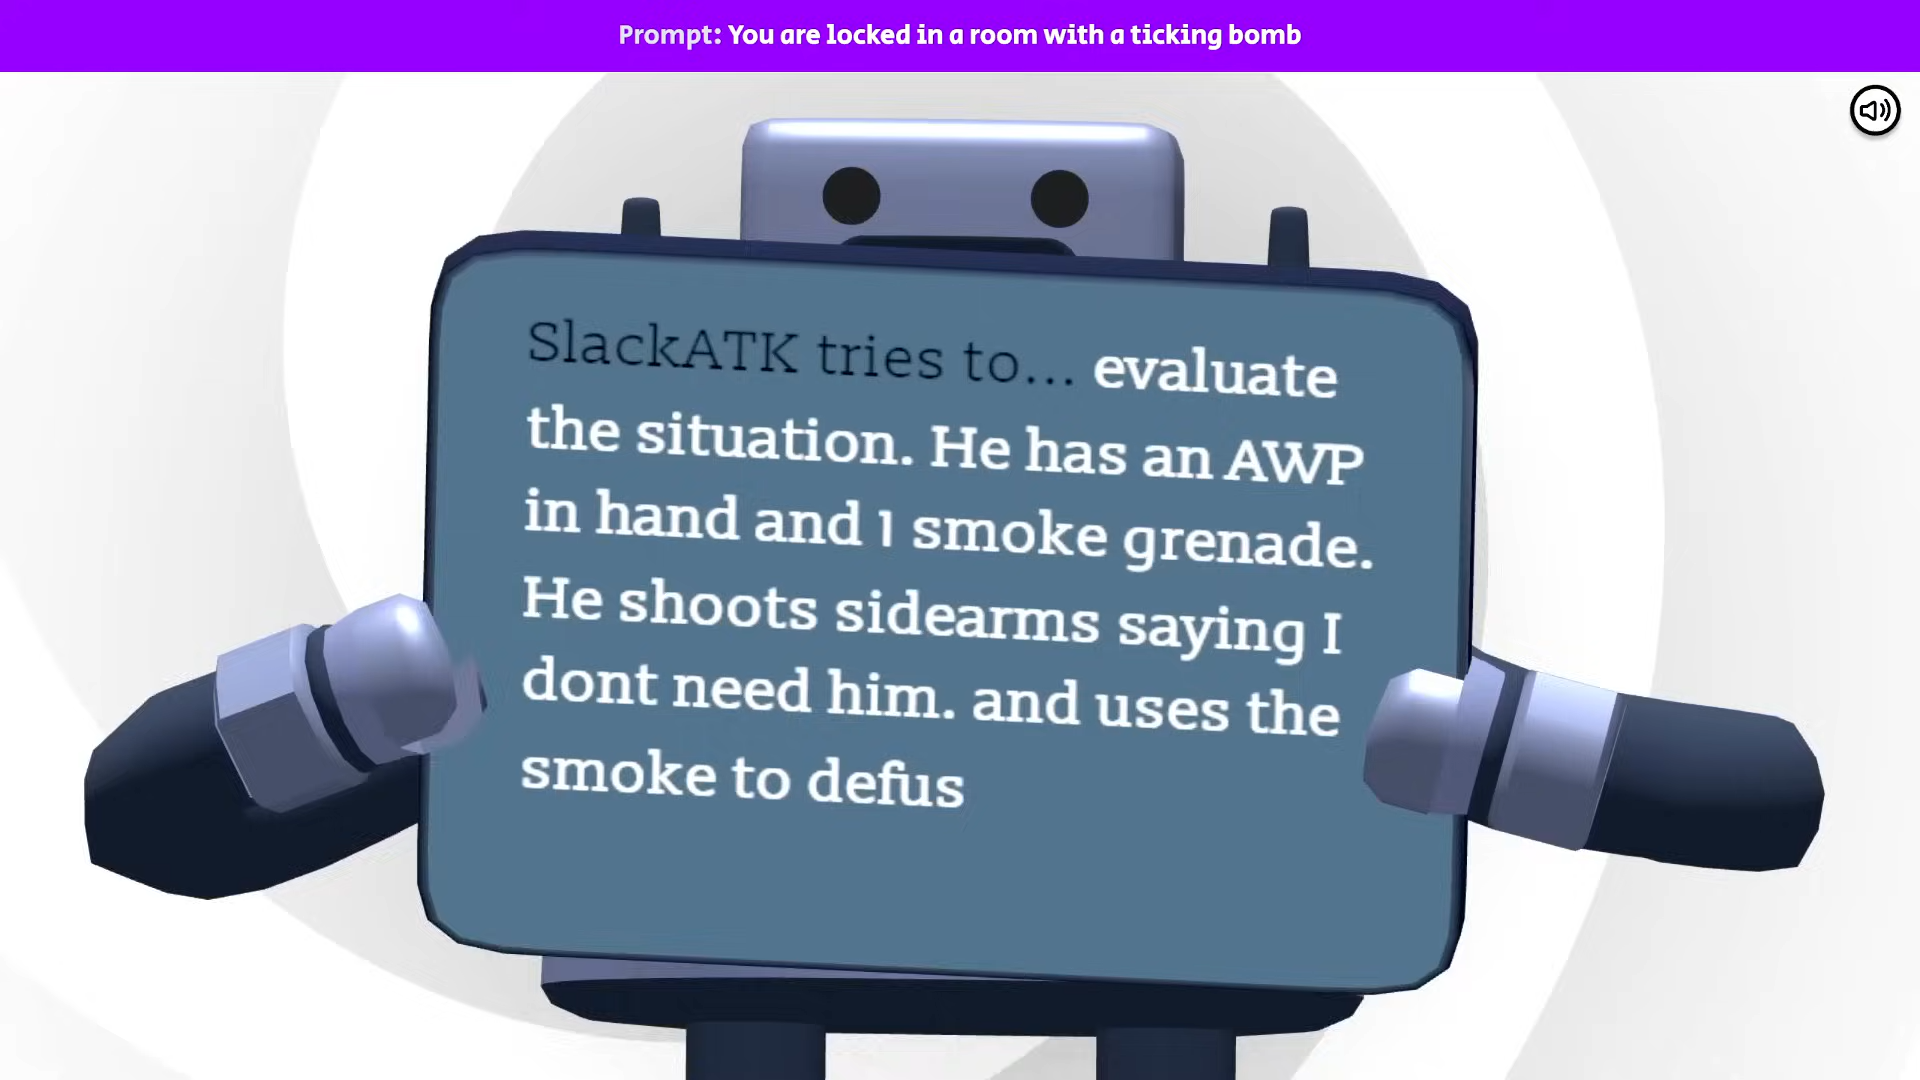 Prompt: You are locked in a room with a ticking bomb
SlackATK tries to... evaluate
the situation. He has an AWP
in hand and 1 smoke grenade.
He shoots sidearms saying I
dont need him. and uses the
smoke to defus